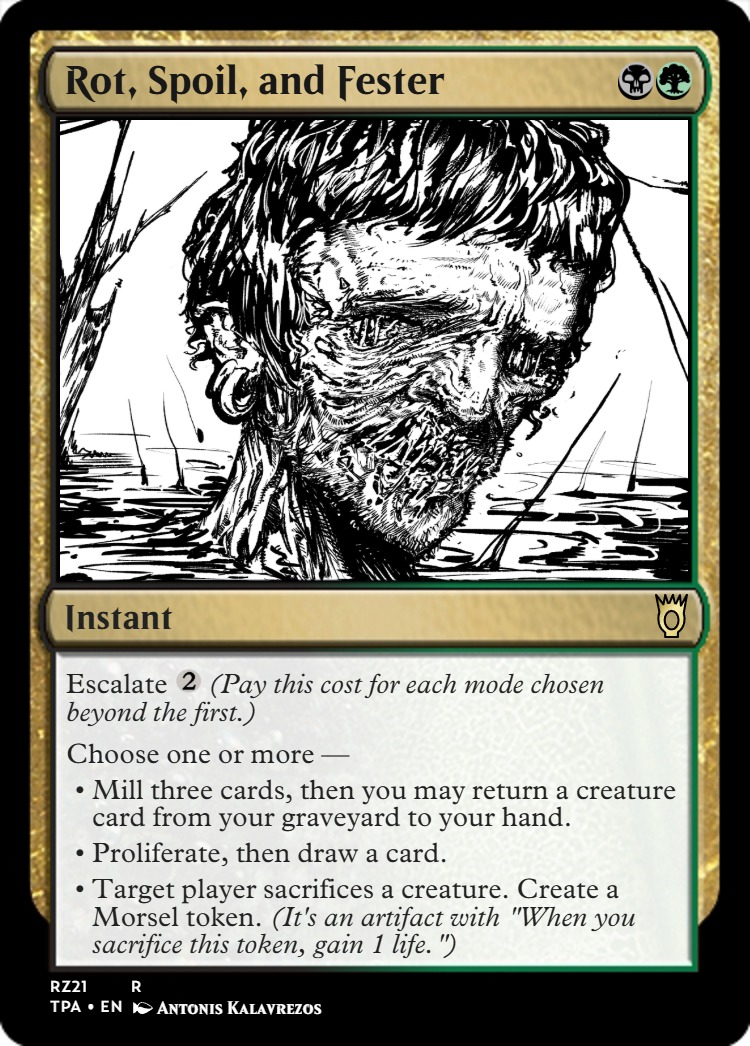 Rot, Spoil, and Fester
Instant
Escalate 2 (Pay this cost for each mode chosen
beyond the first.)
Choose one or more —
• Mill three cards, then you may return a creature
card from your graveyard to your hand.
• Proliferate, then draw a card.
• Target player sacrifices a creature. Create a
Morsel token. (It's an artifact with "When you
sacrifice this token, gain 1 life.")
RZ21 R
TPA • EN Antonis Kalavrezos